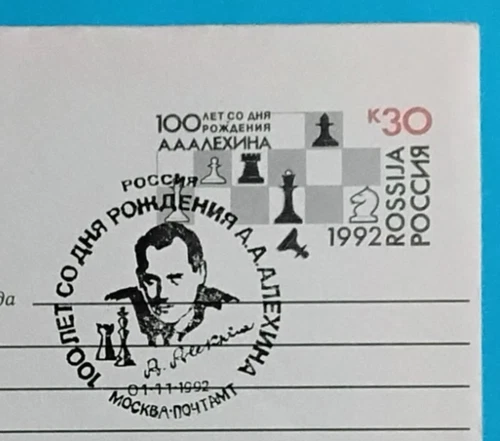 100 ЛЕТ СО ДНЯ
РОЖДЕНИЯ
А.А.АЛЕХИНА
К30
ROSSIJA
РОССИЯ
1992
РОССИЯ
100 ЛЕТ СО ДНЯ РОЖДЕНИЯ А.А.АЛЕХИНА
01·11·1992
МОСКВА-ПОЧТАМТ
да